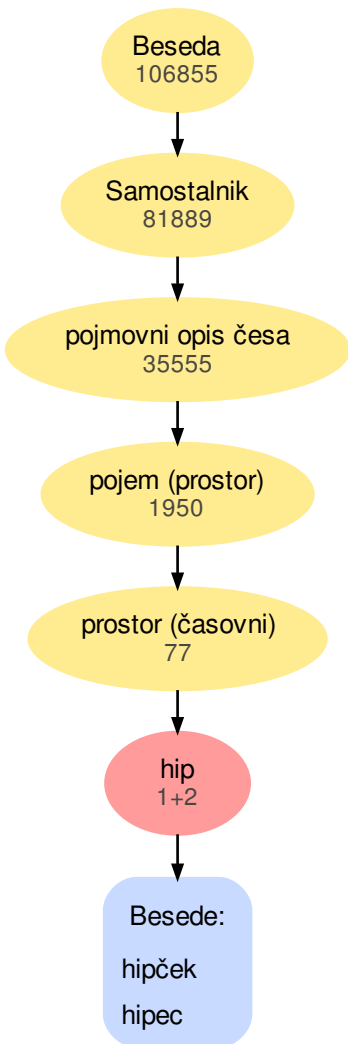 Beseda
106855
Samostalnik
81889
pojmovni opis česa
35555
pojem (prostor)
1950
prostor (časovni)
77
hip
1+2
Besede:
hipček
hipec